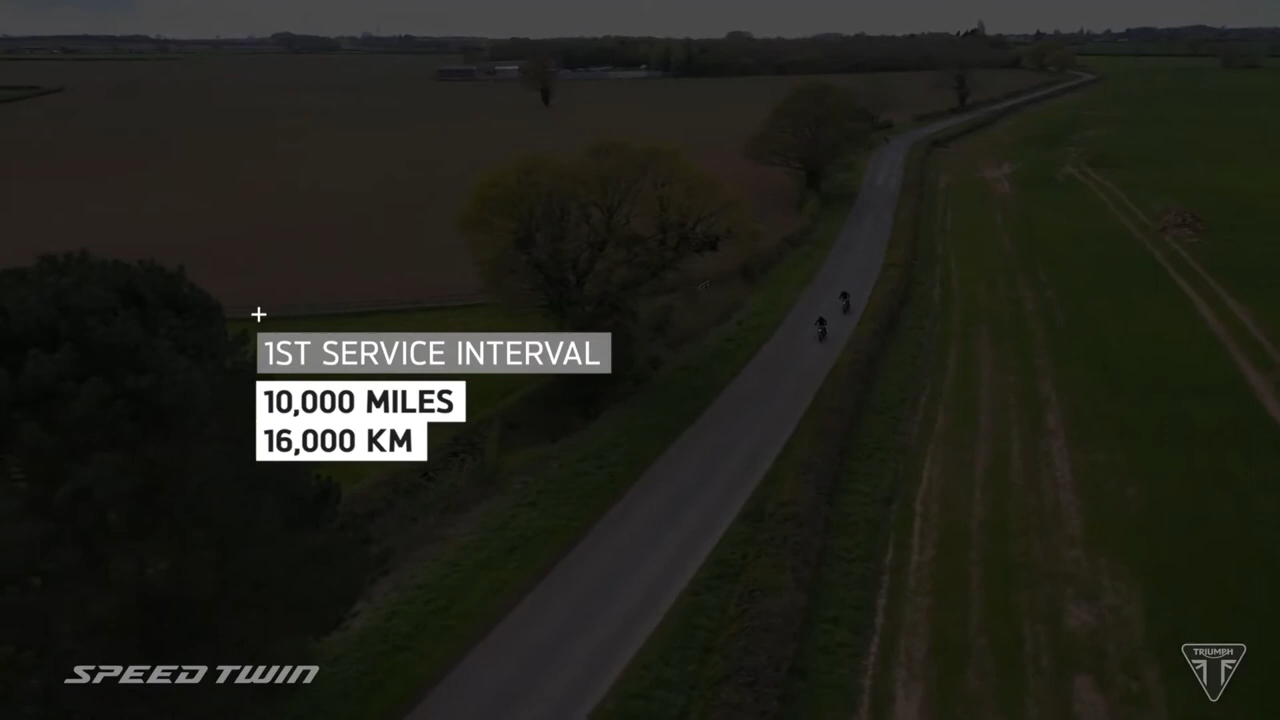 1ST SERVICE INTERVAL
10,000 MILES
16,000 KM
SPEED TWIN
TRIUMPH